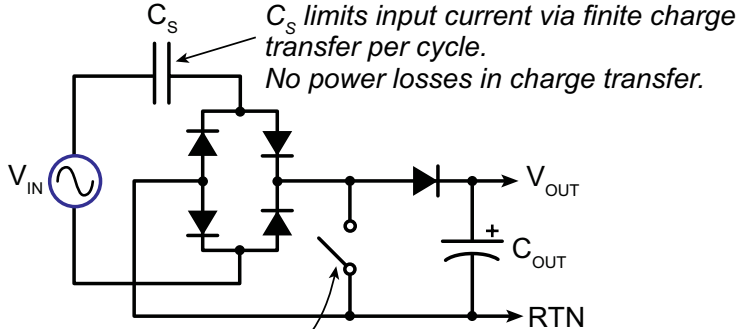 C_S
C_S limits input current via finite charge
transfer per cycle.
No power losses in charge transfer.
V_IN
V_OUT
+
C_OUT
RTN